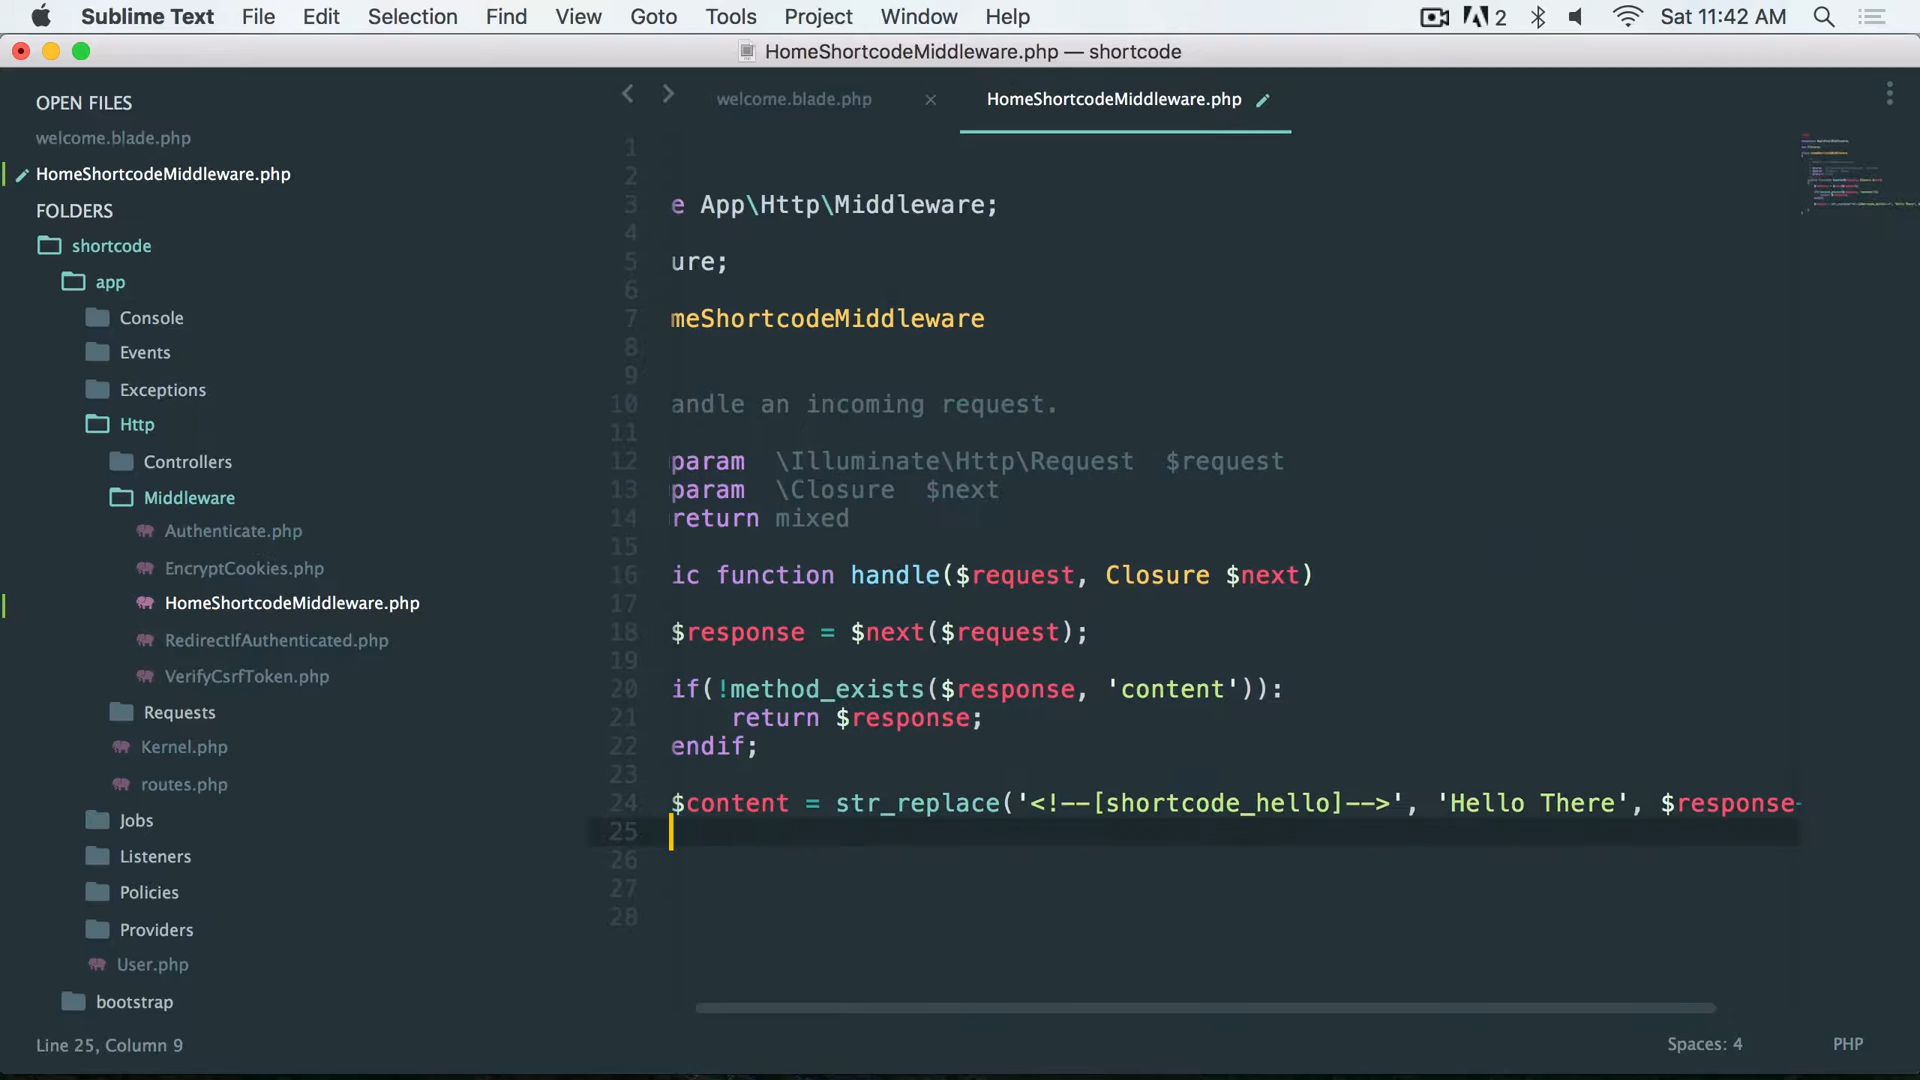 Sublime Text File Edit Selection Find View Goto Tools Project Window Help 2 Sat 11:42 AM
HomeShortcodeMiddleware.php — shortcode
OPEN FILES
welcome.blade.php
HomeShortcodeMiddleware.php
FOLDERS
shortcode
app
Console
Events
Exceptions
Http
Controllers
Middleware
Authenticate.php
EncryptCookies.php
HomeShortcodeMiddleware.php
RedirectIfAuthenticated.php
VerifyCsrfToken.php
Requests
Kernel.php
routes.php
Jobs
Listeners
Policies
Providers
User.php
bootstrap
welcome.blade.php × HomeShortcodeMiddleware.php
1
2
3 e App\Http\Middleware;
4
5 ure;
6
7 meShortcodeMiddleware
8
9
10 andle an incoming request.
11
12 param \Illuminate\Http\Request $request
13 param \Closure $next
14 return mixed
15
16 ic function handle($request, Closure $next)
17
18 $response = $next($request);
19
20 if(!method_exists($response, 'content')):
21 return $response;
22 endif;
23
24 $content = str_replace('<!--[shortcode_hello]-->', 'Hello There', $response-
25
26
27
28
Line 25, Column 9 Spaces: 4 PHP